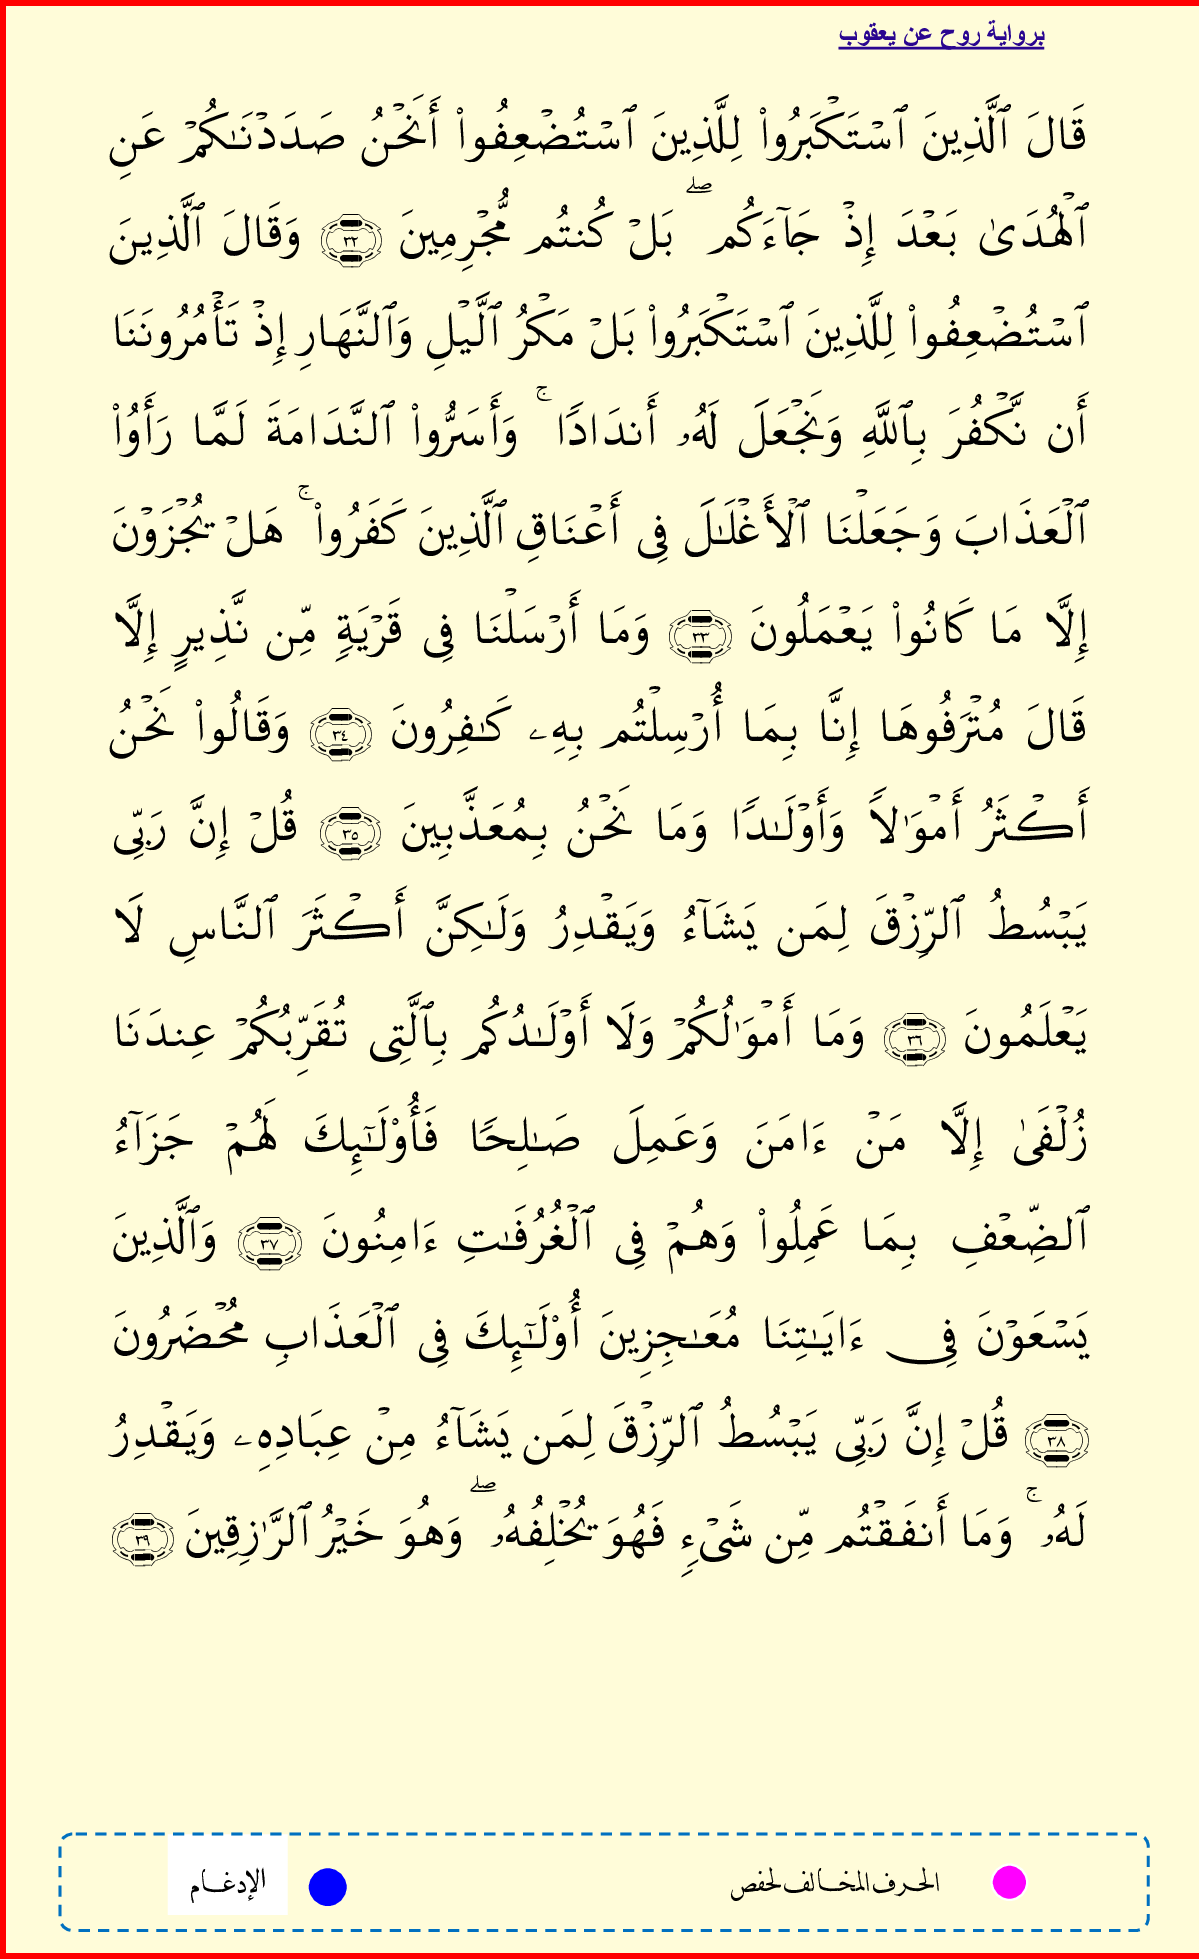 برواية روح عن يعقوب
قَالَ ٱلَّذِينَ ٱسۡتَكۡبَرُواْ لِلَّذِينَ ٱسۡتُضۡعِفُواْ أَنَحۡنُ صَدَدۡنَٰكُمۡ عَنِ
ٱلۡهُدَىٰ بَعۡدَ إِذۡ جَآءَكُمۖ بَلۡ كُنتُم مُّجۡرِمِينَ ٣٢ وَقَالَ ٱلَّذِينَ
ٱسۡتُضۡعِفُواْ لِلَّذِينَ ٱسۡتَكۡبَرُواْ بَلۡ مَكۡرُ ٱلَّيۡلِ وَٱلنَّهَارِ إِذۡ تَأۡمُرُونَنَا
أَن نَّكۡفُرَ بِٱللَّهِ وَنَجۡعَلَ لَهُۥ أَندَادٗاۚ وَأَسَرُّواْ ٱلنَّدَامَةَ لَمَّا رَأَوُاْ
ٱلۡعَذَابَ وَجَعَلۡنَا ٱلۡأَغۡلَٰلَ فِي أَعۡنَاقِ ٱلَّذِينَ كَفَرُواْۚ هَلۡ يُجۡزَوۡنَ
إِلَّا مَا كَانُواْ يَعۡمَلُونَ ٣٣ وَمَا أَرۡسَلۡنَا فِي قَرۡيَةٖ مِّن نَّذِيرٍ إِلَّا
قَالَ مُتۡرَفُوهَا إِنَّا بِمَا أُرۡسِلۡتُم بِهِۦ كَٰفِرُونَ ٣٤ وَقَالُواْ نَحۡنُ
أَكۡثَرُ أَمۡوَٰلٗا وَأَوۡلَٰدٗا وَمَا نَحۡنُ بِمُعَذَّبِينَ ٣٥ قُلۡ إِنَّ رَبِّي
يَبۡسُطُ ٱلرِّزۡقَ لِمَن يَشَآءُ وَيَقۡدِرُ وَلَٰكِنَّ أَكۡثَرَ ٱلنَّاسِ لَا
يَعۡلَمُونَ ٣٦ وَمَا أَمۡوَٰلُكُمۡ وَلَا أَوۡلَٰدُكُم بِٱلَّتِي تُقَرِّبُكُمۡ عِندَنَا
زُلۡفَىٰ إِلَّا مَنۡ ءَامَنَ وَعَمِلَ صَٰلِحٗا فَأُوْلَٰٓئِكَ لَهُمۡ جَزَآءُ
ٱلضِّعۡفِ بِمَا عَمِلُواْ وَهُمۡ فِي ٱلۡغُرُفَٰتِ ءَامِنُونَ ٣٧ وَٱلَّذِينَ
يَسۡعَوۡنَ فِي ءَايَٰتِنَا مُعَٰجِزِينَ أُوْلَٰٓئِكَ فِي ٱلۡعَذَابِ مُحۡضَرُونَ
٣٨ قُلۡ إِنَّ رَبِّي يَبۡسُطُ ٱلرِّزۡقَ لِمَن يَشَآءُ مِنۡ عِبَادِهِۦ وَيَقۡدِرُ
لَهُۥۚ وَمَا أَنفَقۡتُم مِّن شَيۡءٖ فَهُوَ يُخۡلِفُهُۥۖ وَهُوَ خَيۡرُ ٱلرَّٰزِقِينَ ٣٩
الحرف المخالف لحفص
الإدغام